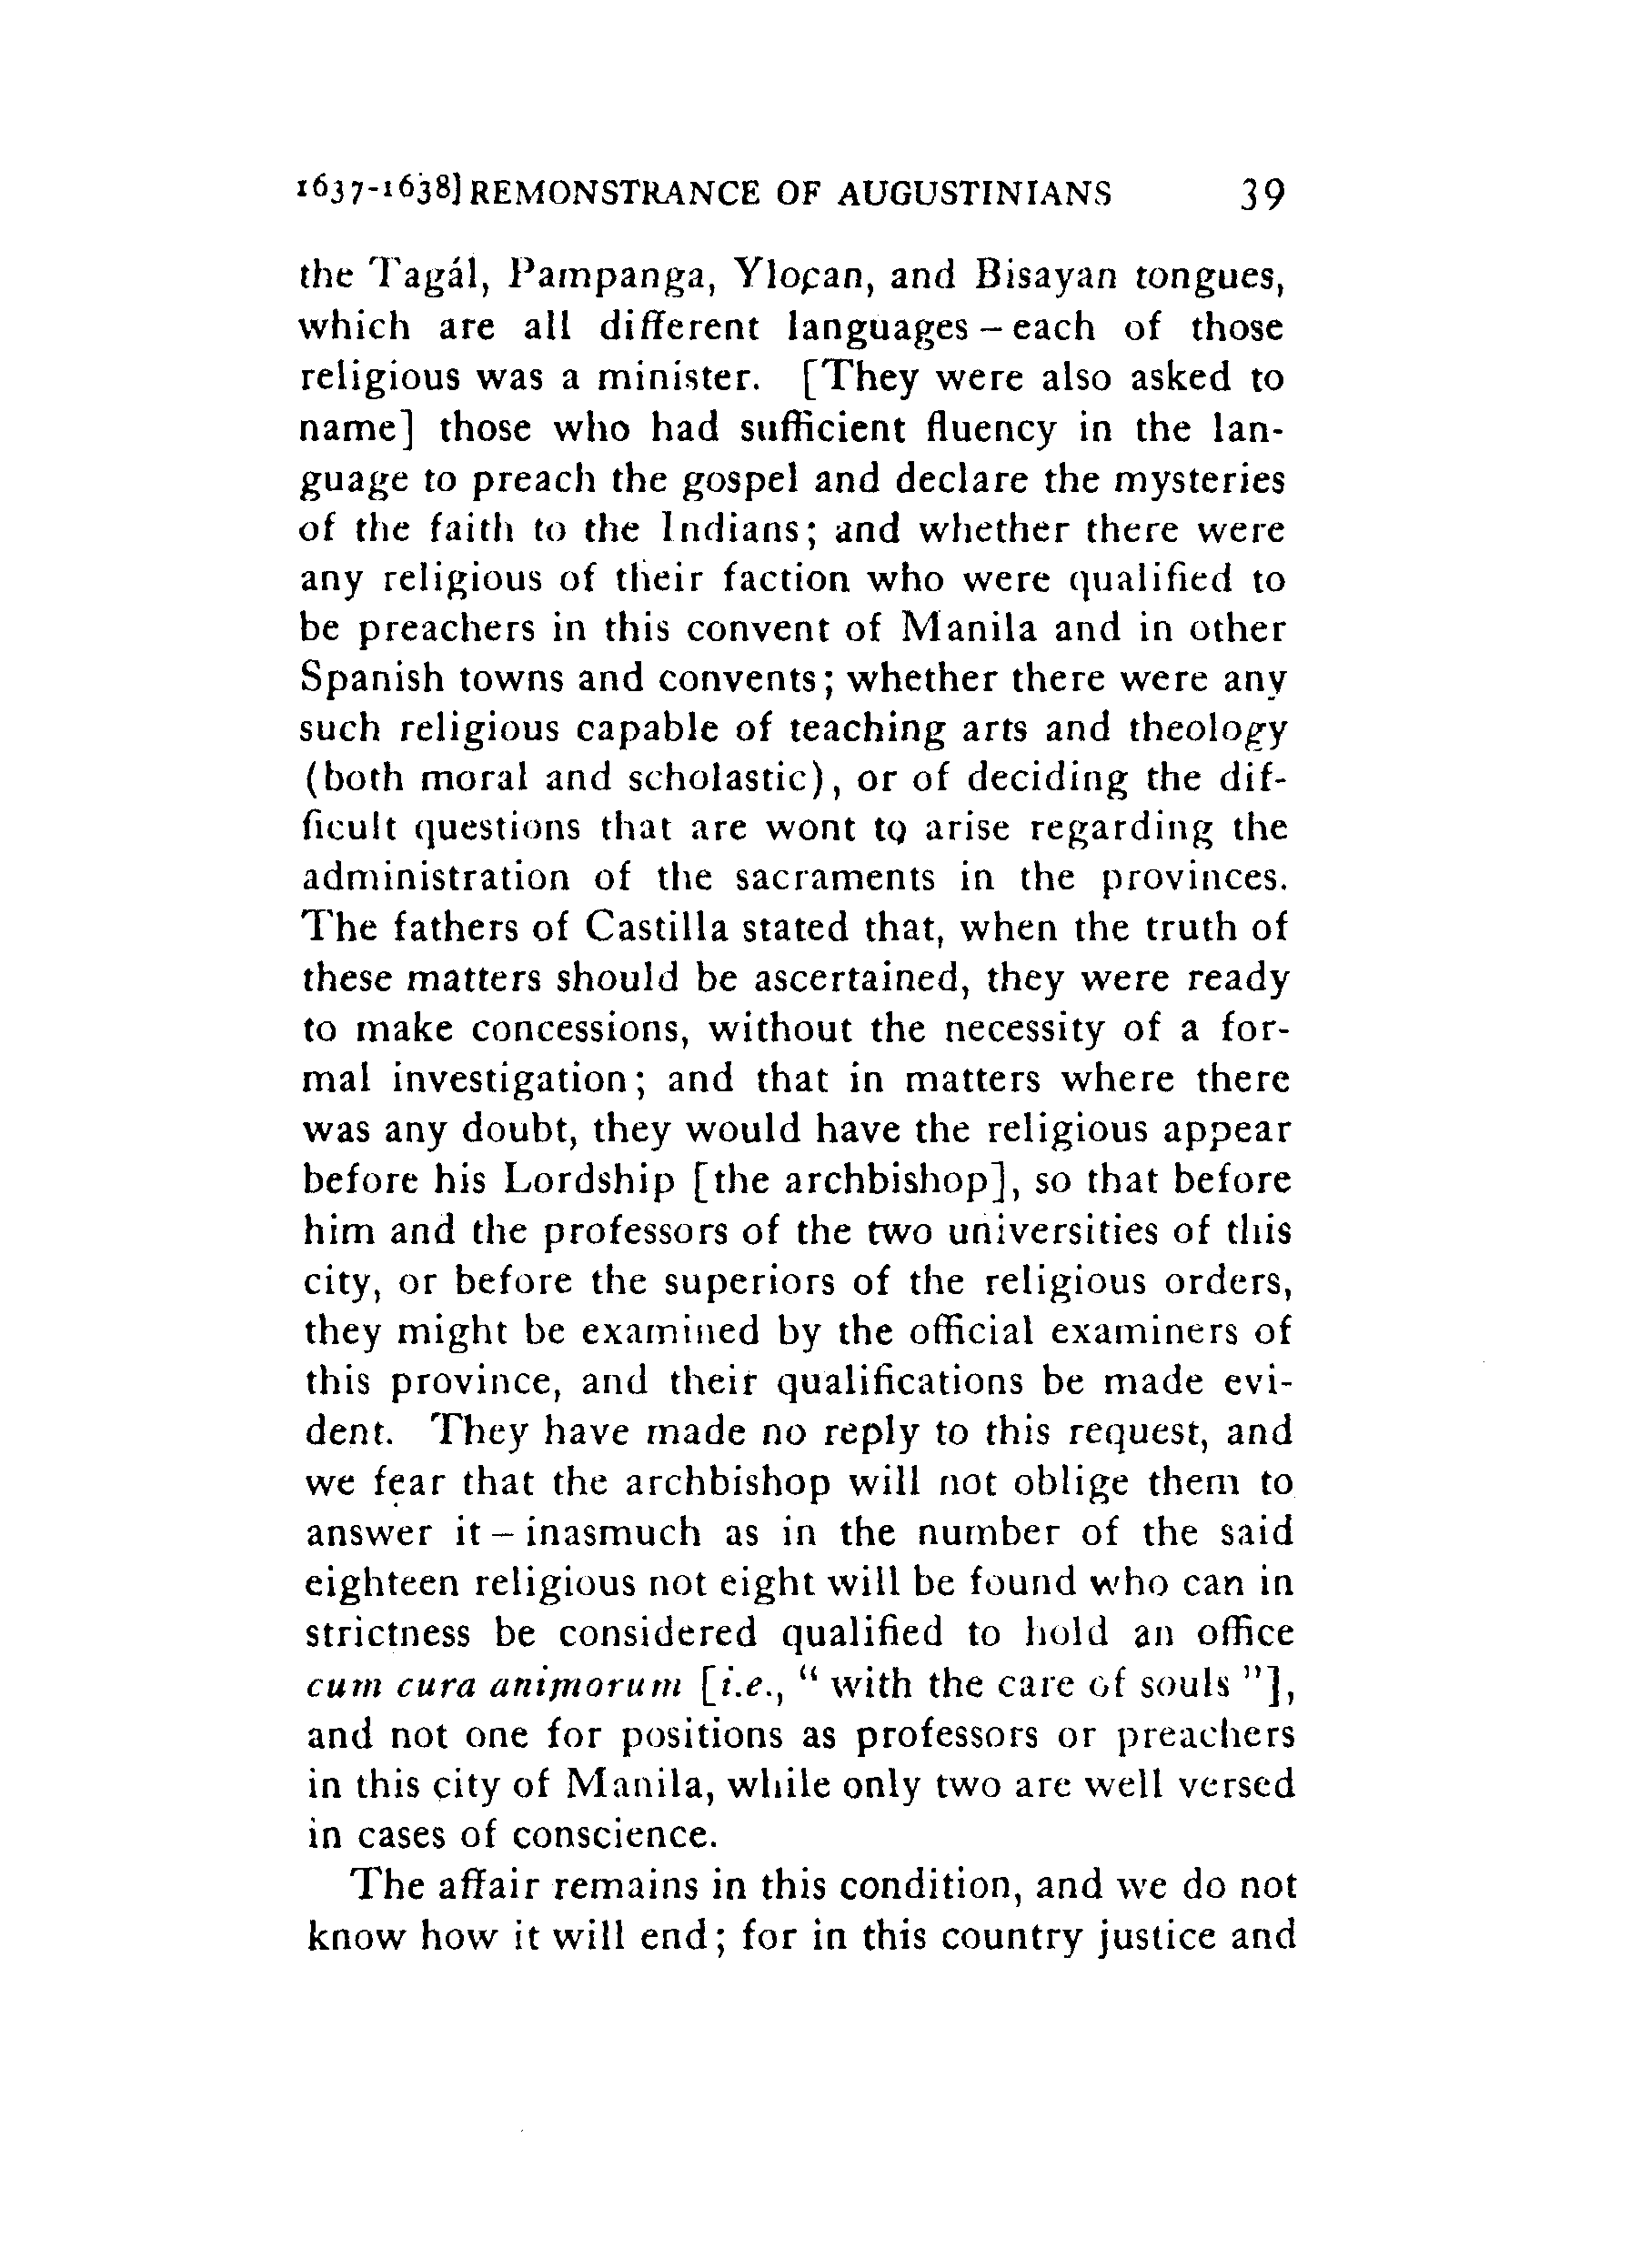 1637-1638] REMONSTRANCE OF AUGUSTINIANS 39
the Tagál, Pampanga, Ylocan, and Bisayan tongues,
which are all different languages – each of those
religious was a minister. [They were also asked to
name] those who had sufficient fluency in the lan-
guage to preach the gospel and declare the mysteries
of the faith to the Indians; and whether there were
any religious of their faction who were qualified to
be preachers in this convent of Manila and in other
Spanish towns and convents; whether there were any
such religious capable of teaching arts and theology
(both moral and scholastic), or of deciding the dif-
ficult questions that are wont to arise regarding the
administration of the sacraments in the provinces.
The fathers of Castilla stated that, when the truth of
these matters should be ascertained, they were ready
to make concessions, without the necessity of a for-
mal investigation; and that in matters where there
was any doubt, they would have the religious appear
before his Lordship [the archbishop], so that before
him and the professors of the two universities of this
city, or before the superiors of the religious orders,
they might be examined by the official examiners of
this province, and their qualifications be made evi-
dent. They have made no reply to this request, and
we fear that the archbishop will not oblige them to
answer it – inasmuch as in the number of the said
eighteen religious not eight will be found who can in
strictness be considered qualified to hold an office
cum cura animorum [i.e., " with the care of souls "],
and not one for positions as professors or preachers
in this city of Manila, while only two are well versed
in cases of conscience.
The affair remains in this condition, and we do not
know how it will end; for in this country justice and